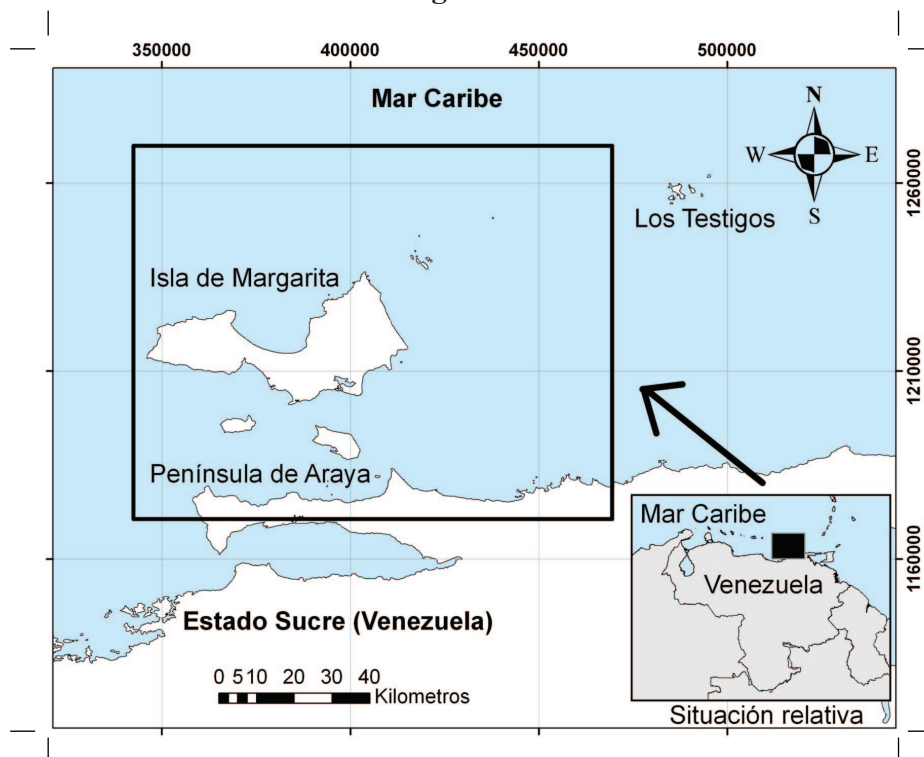 350000 400000 450000 500000
Mar Caribe
N
W E
S
1260000
Los Testigos
Isla de Margarita
1210000
Península de Araya
Mar Caribe
Venezuela
1160000
Estado Sucre (Venezuela)
0 5 10 20 30 40
Kilometros
Situación relativa